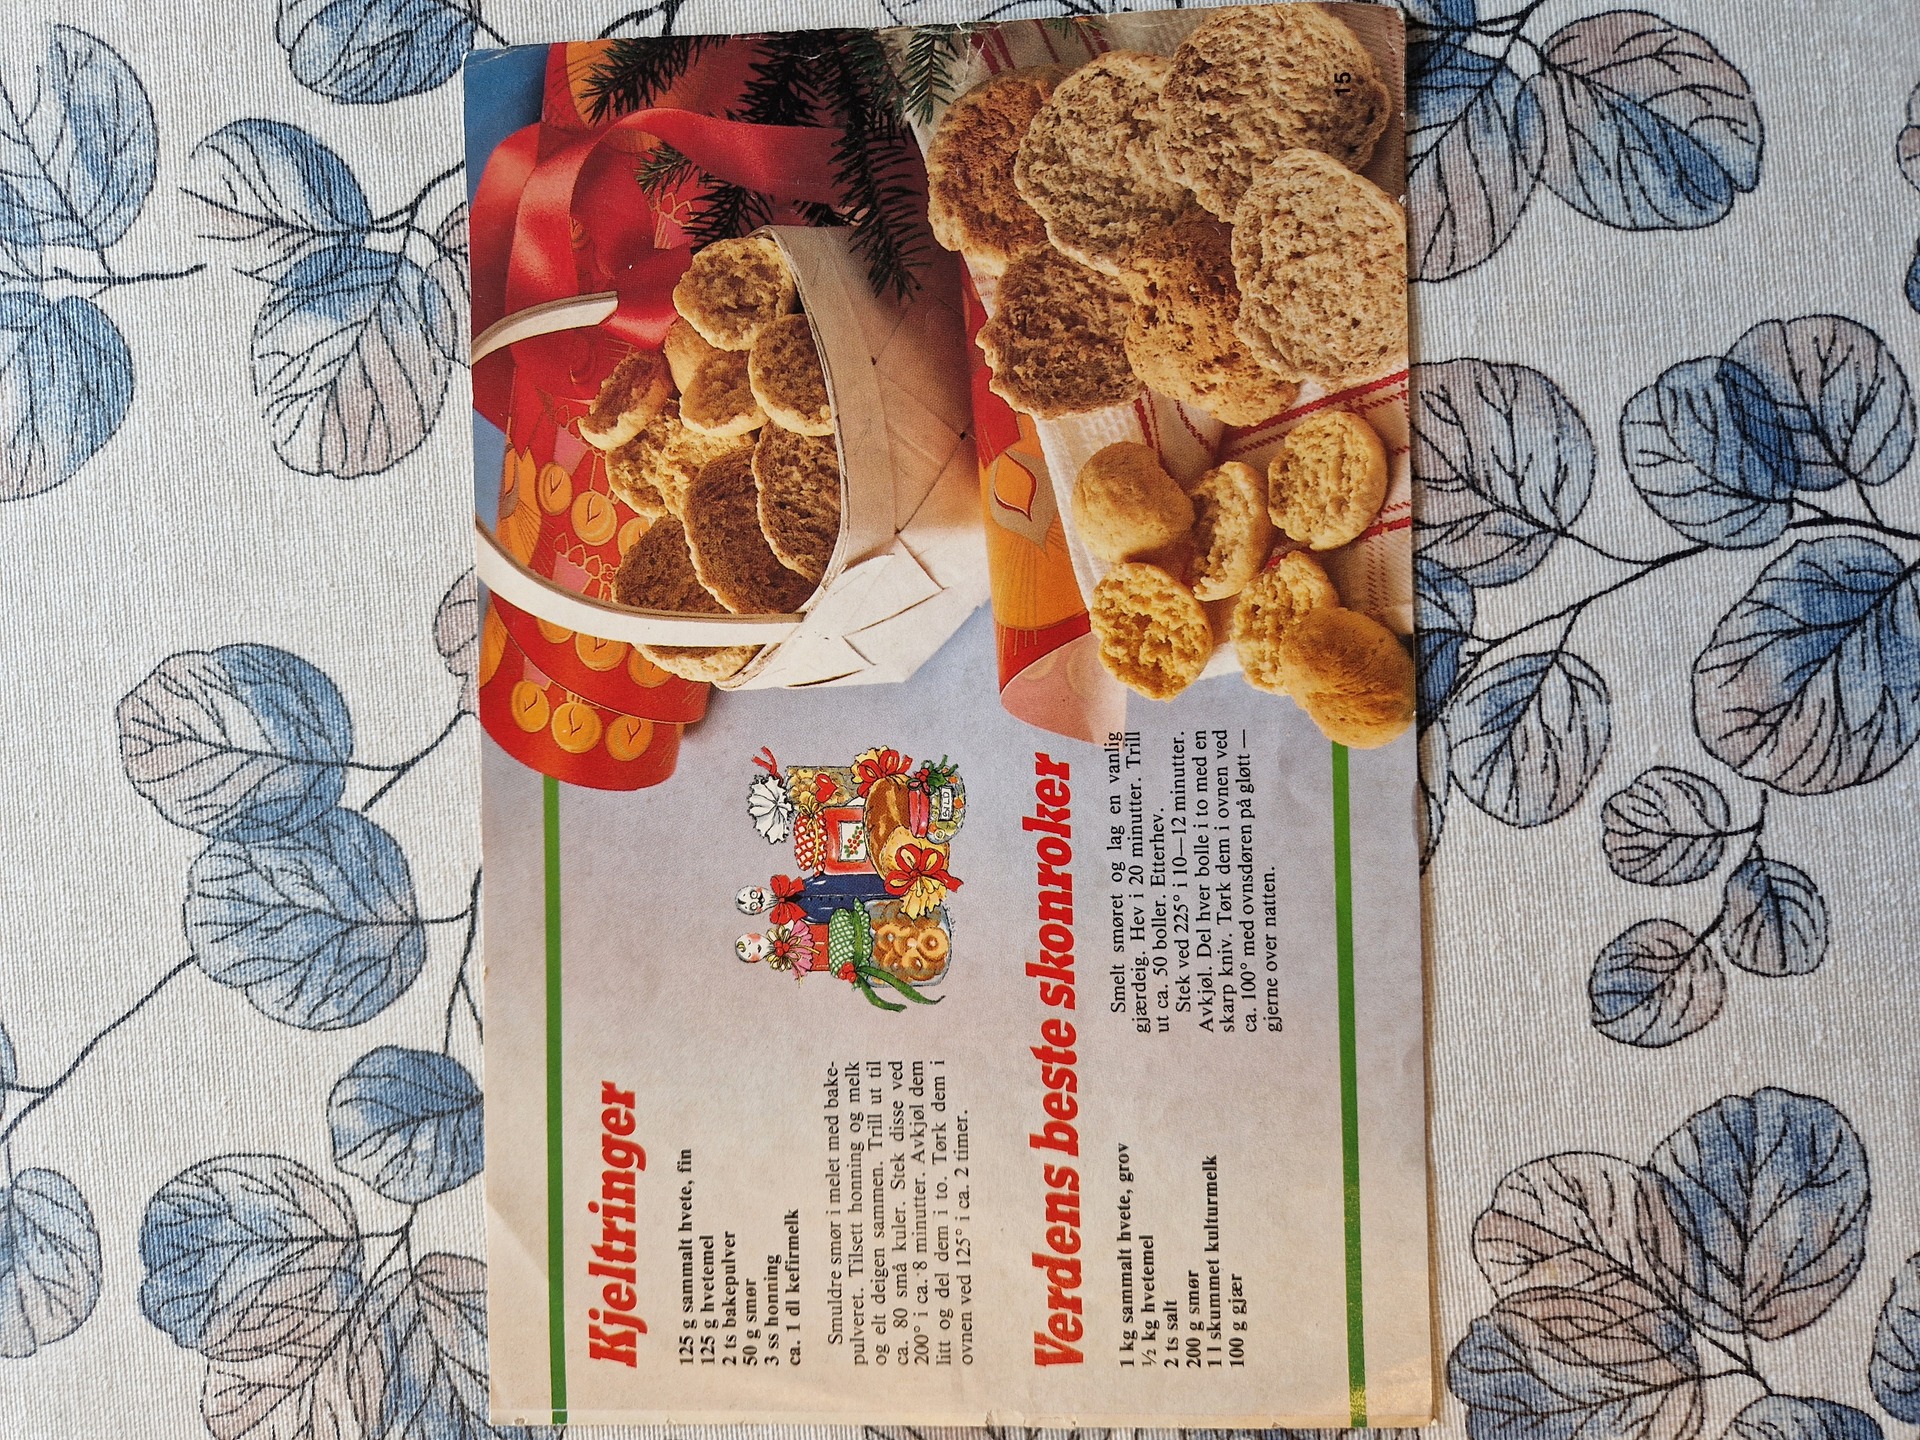 Kjeltringer
125 g sammalt hvete, fin
125 g hvetemel
2 ts bakepulver
50 g smør
3 ss honning
ca. 1 dl kefirmelk
Smuldre smør i melet med bake-
pulveret. Tilsett honning og melk
og elt deigen sammen. Trill ut til
ca. 80 små kuler. Stek disse ved
200° i ca. 8 minutter. Avkjøl dem
litt og del dem i to. Tørk dem i
ovnen ved 125° i ca. 2 timer.
SILD
Verdens beste skonroker
1 kg sammalt hvete, grov
½ kg hvetemel
2 ts salt
200 g smør
1 l skummet kulturmelk
100 g gjær
Smelt smøret og lag en vanlig
gjærdeig. Hev i 20 minutter. Trill
ut ca. 50 boller. Etterhev.
Stek ved 225° i 10—12 minutter.
Avkjøl. Del hver bolle i to med en
skarp kniv. Tørk dem i ovnen ved
ca. 100° med ovnsdøren på gløtt —
gjerne over natten.
15